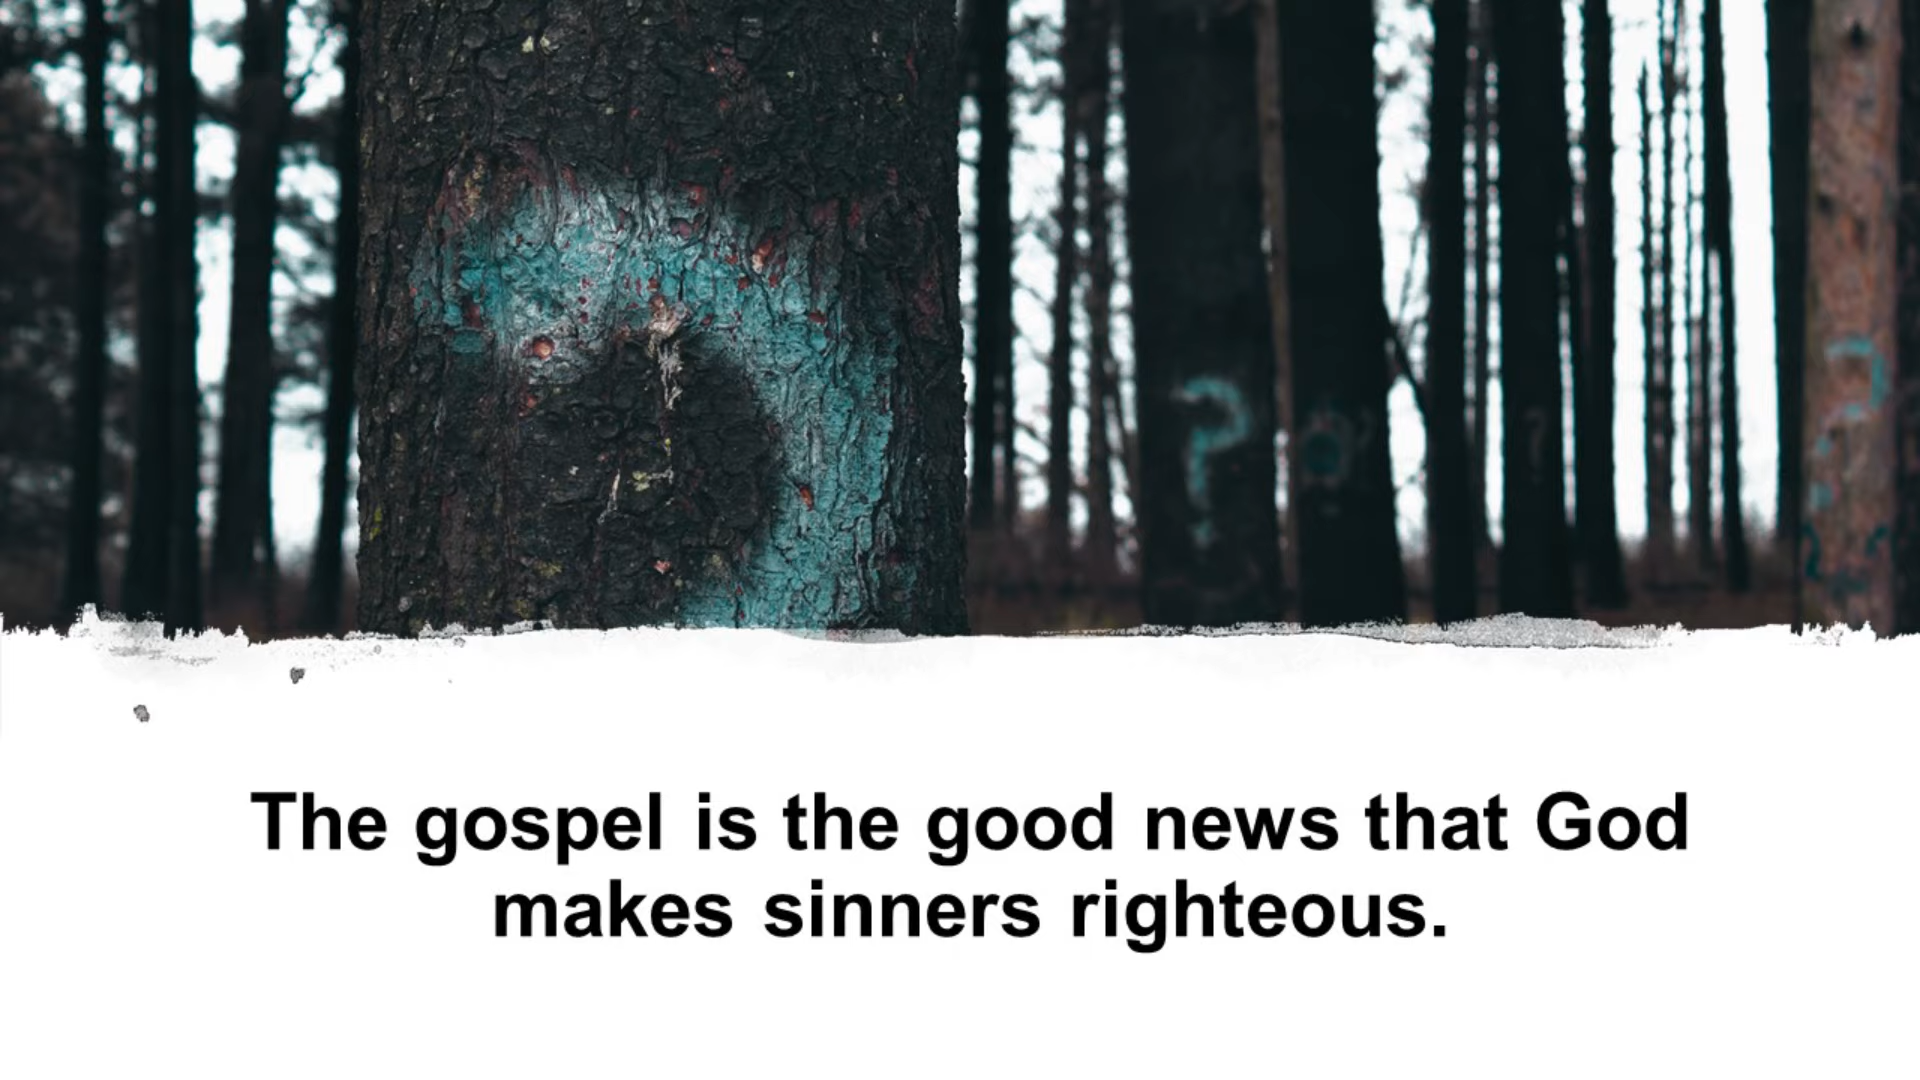 ?
?
The gospel is the good news that God
makes sinners righteous.